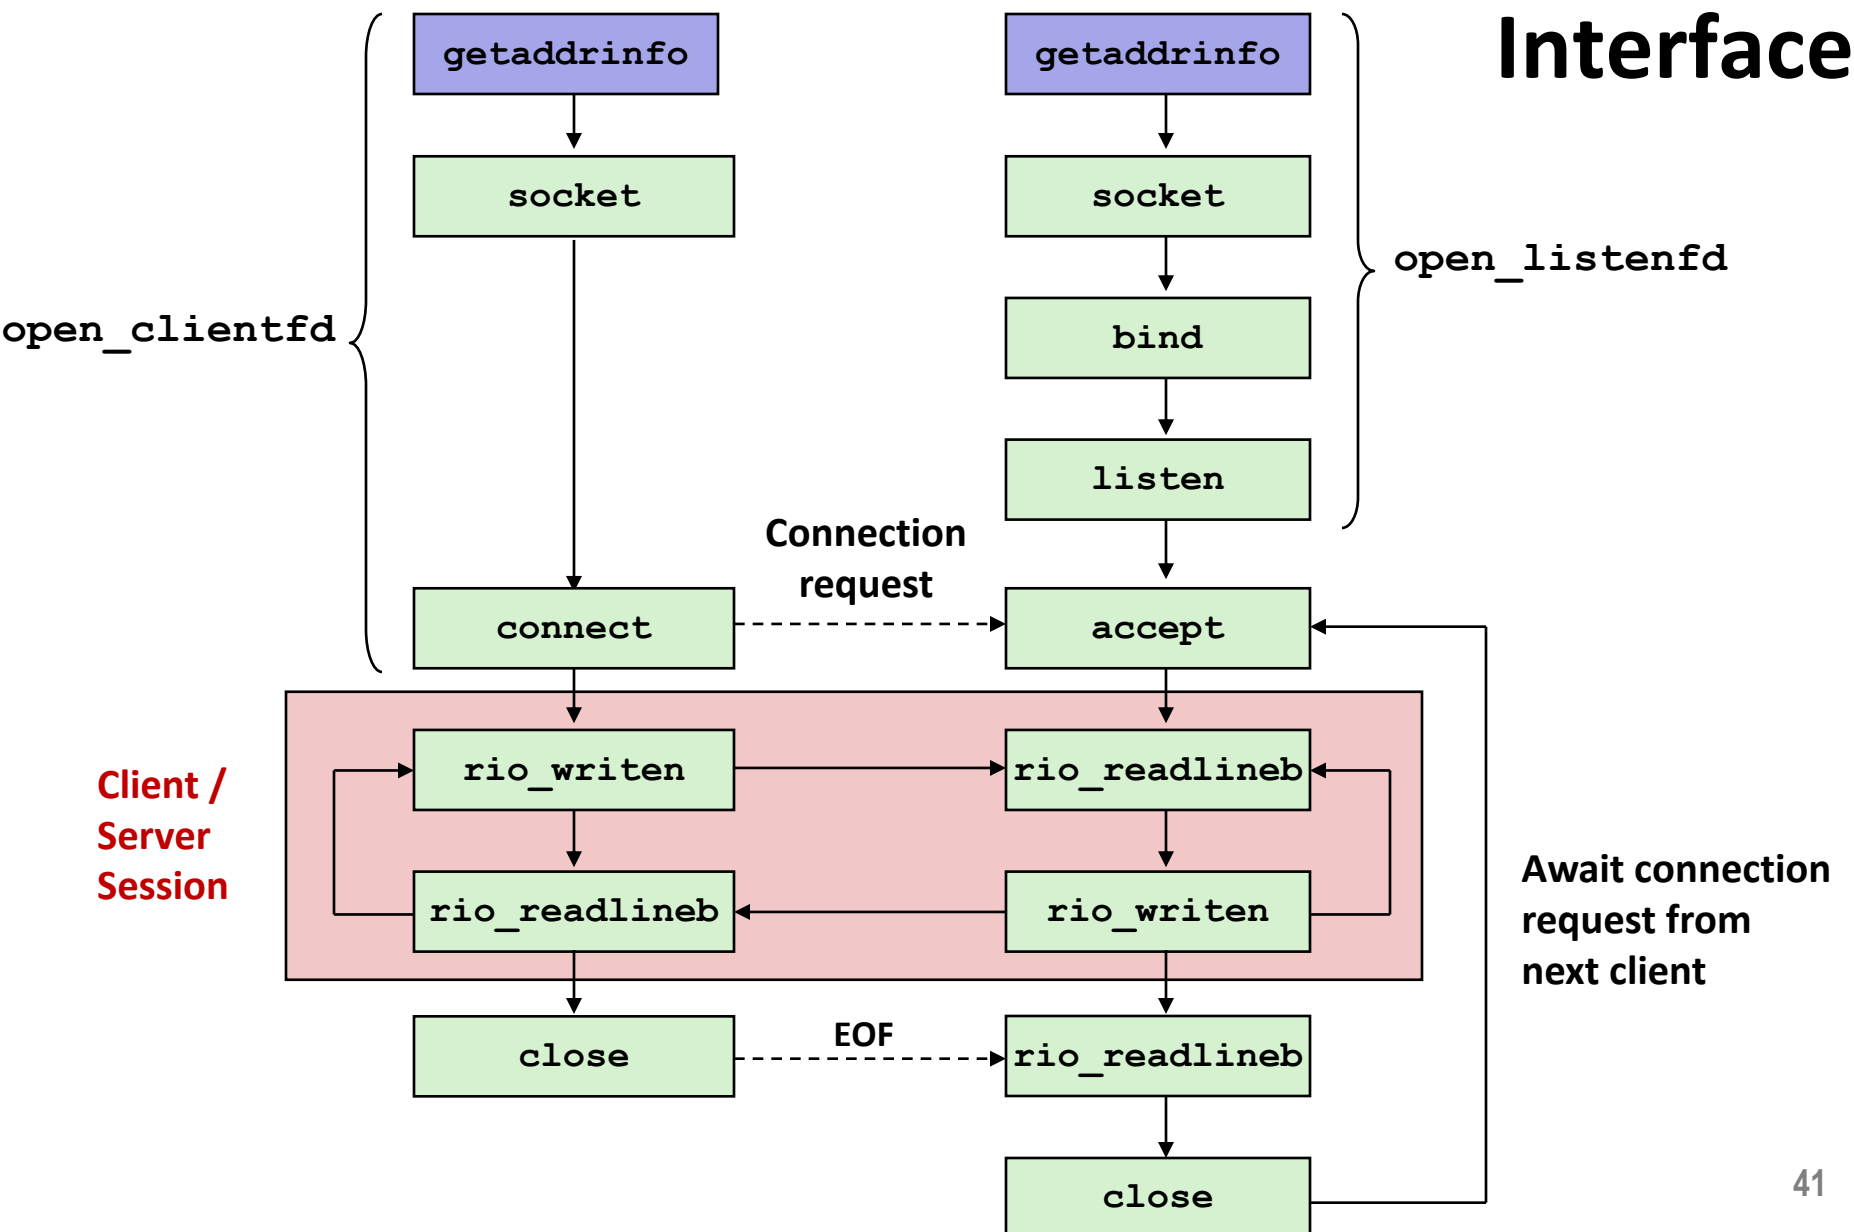 Interface
getaddrinfo
getaddrinfo
socket
socket
open_listenfd
bind
open_clientfd
listen
Connection
request
connect
accept
Client /
Server
Session
rio_writen
rio_readlineb
rio_readlineb
rio_writen
Await connection
request from
next client
close
EOF
rio_readlineb
close
41